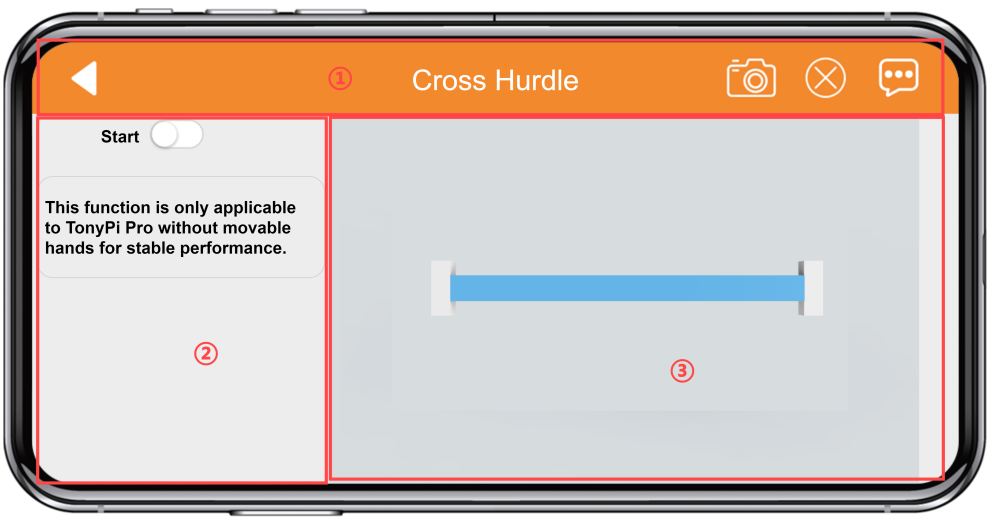 ① Cross Hurdle
Start
This function is only applicable
to TonyPi Pro without movable
hands for stable performance.
②
③